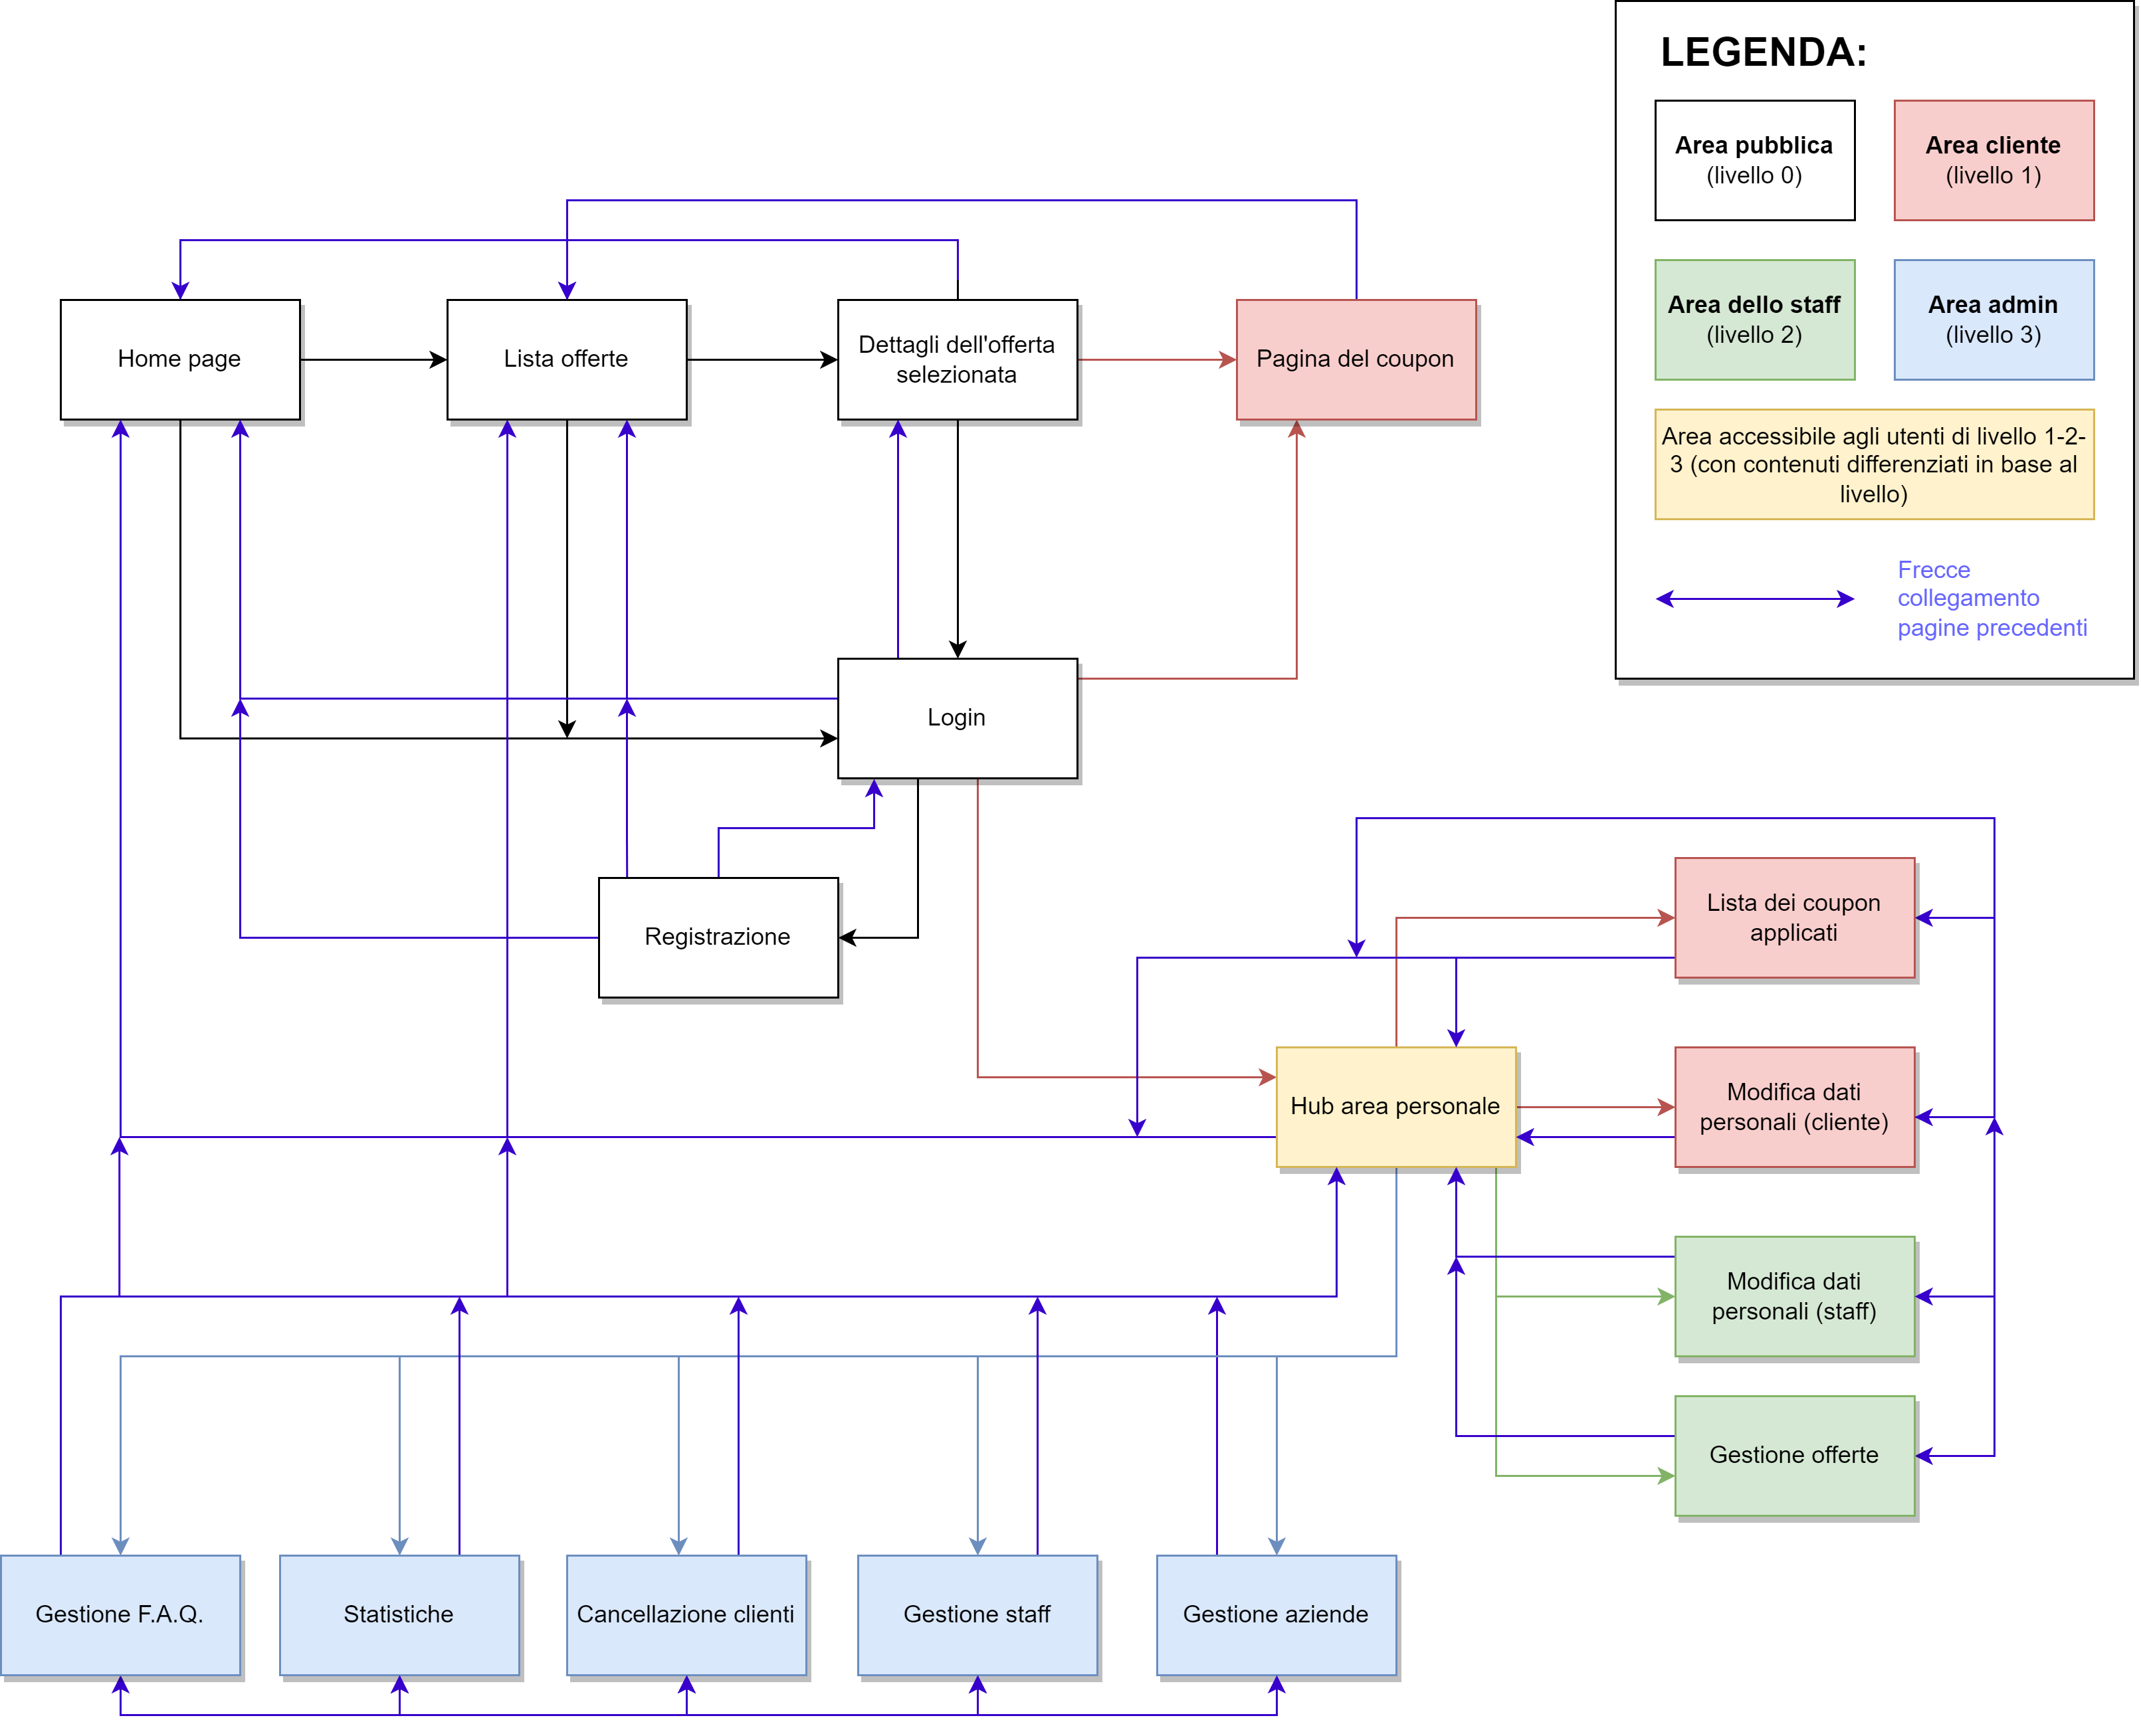 LEGENDA:
Area pubblica
(livello 0)
Area cliente
(livello 1)
Area dello staff
(livello 2)
Area admin
(livello 3)
Area accessibile agli utenti di livello 1-2-
3 (con contenuti differenziati in base al
livello)
Frecce
collegamento
pagine precedenti
Home page
Lista offerte
Dettagli dell'offerta
selezionata
Pagina del coupon
Login
Registrazione
Lista dei coupon
applicati
Hub area personale
Modifica dati
personali (cliente)
Modifica dati
personali (staff)
Gestione offerte
Gestione F.A.Q.
Statistiche
Cancellazione clienti
Gestione staff
Gestione aziende